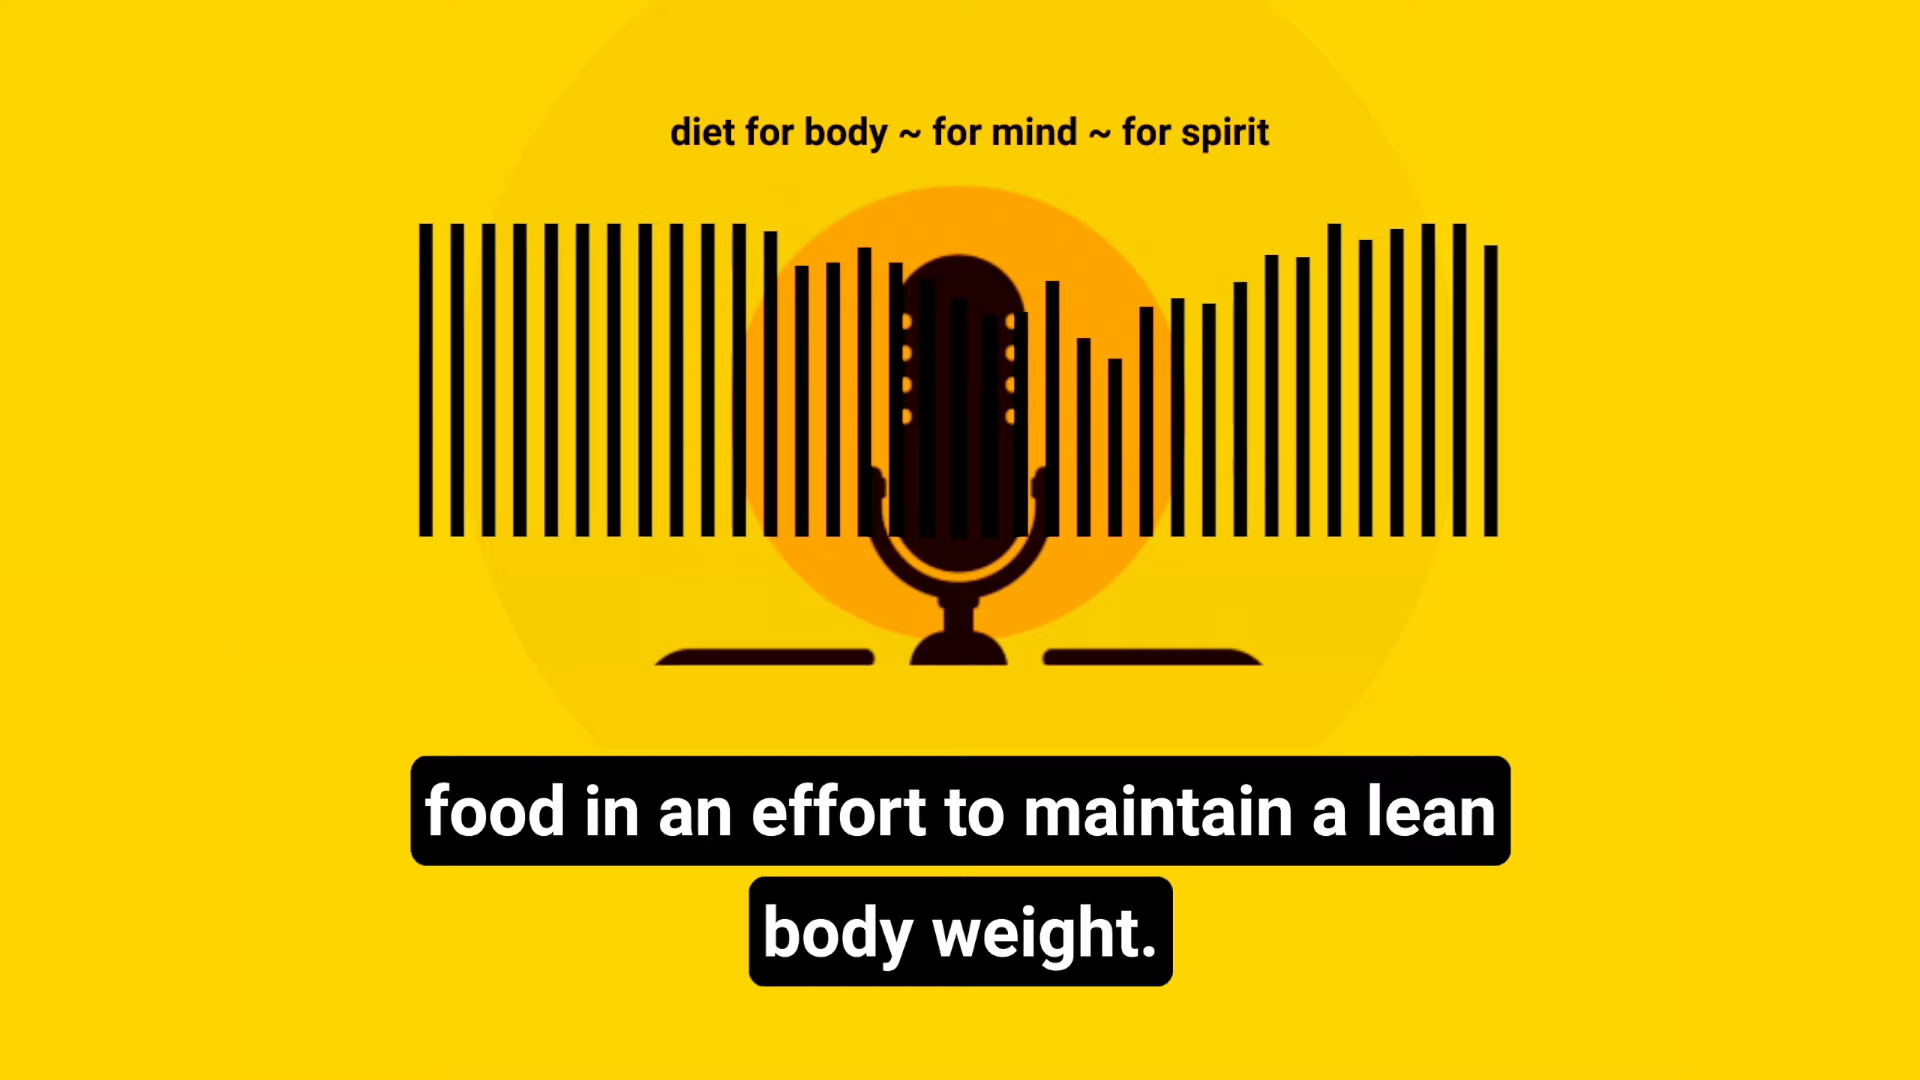 diet for body ~ for mind ~ for spirit
food in an effort to maintain a lean
body weight.